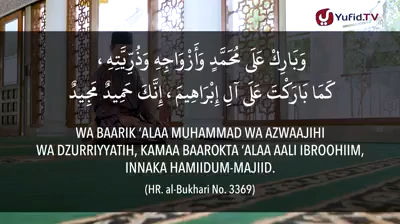 Yufid.TV
وَبَارِكْ عَلَى مُحَمَّدٍ وَأَزْوَاجِهِ وَذُرِّيَّتِهِ ،
كَمَا بَارَكْتَ عَلَى آلِ إِبْرَاهِيمَ ، إِنَّكَ حَمِيدٌ مَجِيدٌ
WA BAARIK ‘ALAA MUHAMMAD WA AZWAAJIHI
WA DZURRIYYATIH, KAMAA BAAROKTA ‘ALAA AALI IBROOHIIM,
INNAKA HAMIIDUM-MAJIID.
(HR. al-Bukhari No. 3369)